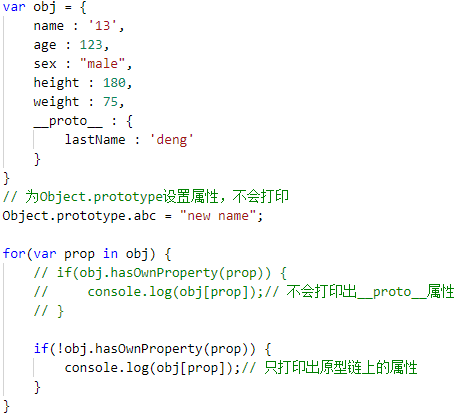 var obj = {
    name : '13',
    age : 123,
    sex : "male",
    height : 180,
    weight : 75,
    __proto__ : {
        lastName : 'deng'
    }
}
// 为Object.prototype设置属性，不会打印
Object.prototype.abc = "new name";

for(var prop in obj) {
    // if(obj.hasOwnProperty(prop)) {
    //     console.log(obj[prop]);// 不会打印出__proto__属性
    // }

    if(!obj.hasOwnProperty(prop)) {
        console.log(obj[prop]);// 只打印出原型链上的属性
    }
}